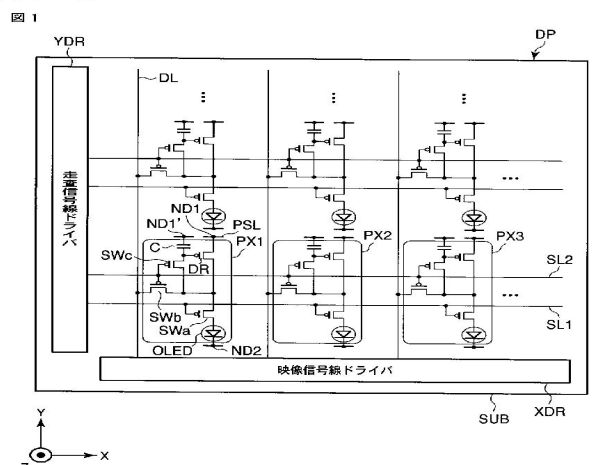 図 1
YDR
DP
DL
走査信号線ドライバ
ND1
ND1'
PSL
C
PX1
PX2
PX3
SWc
DR
SL2
SWb
SWa
SL1
OLED
ND2
映像信号線ドライバ
SUB
XDR
Y
X
Z